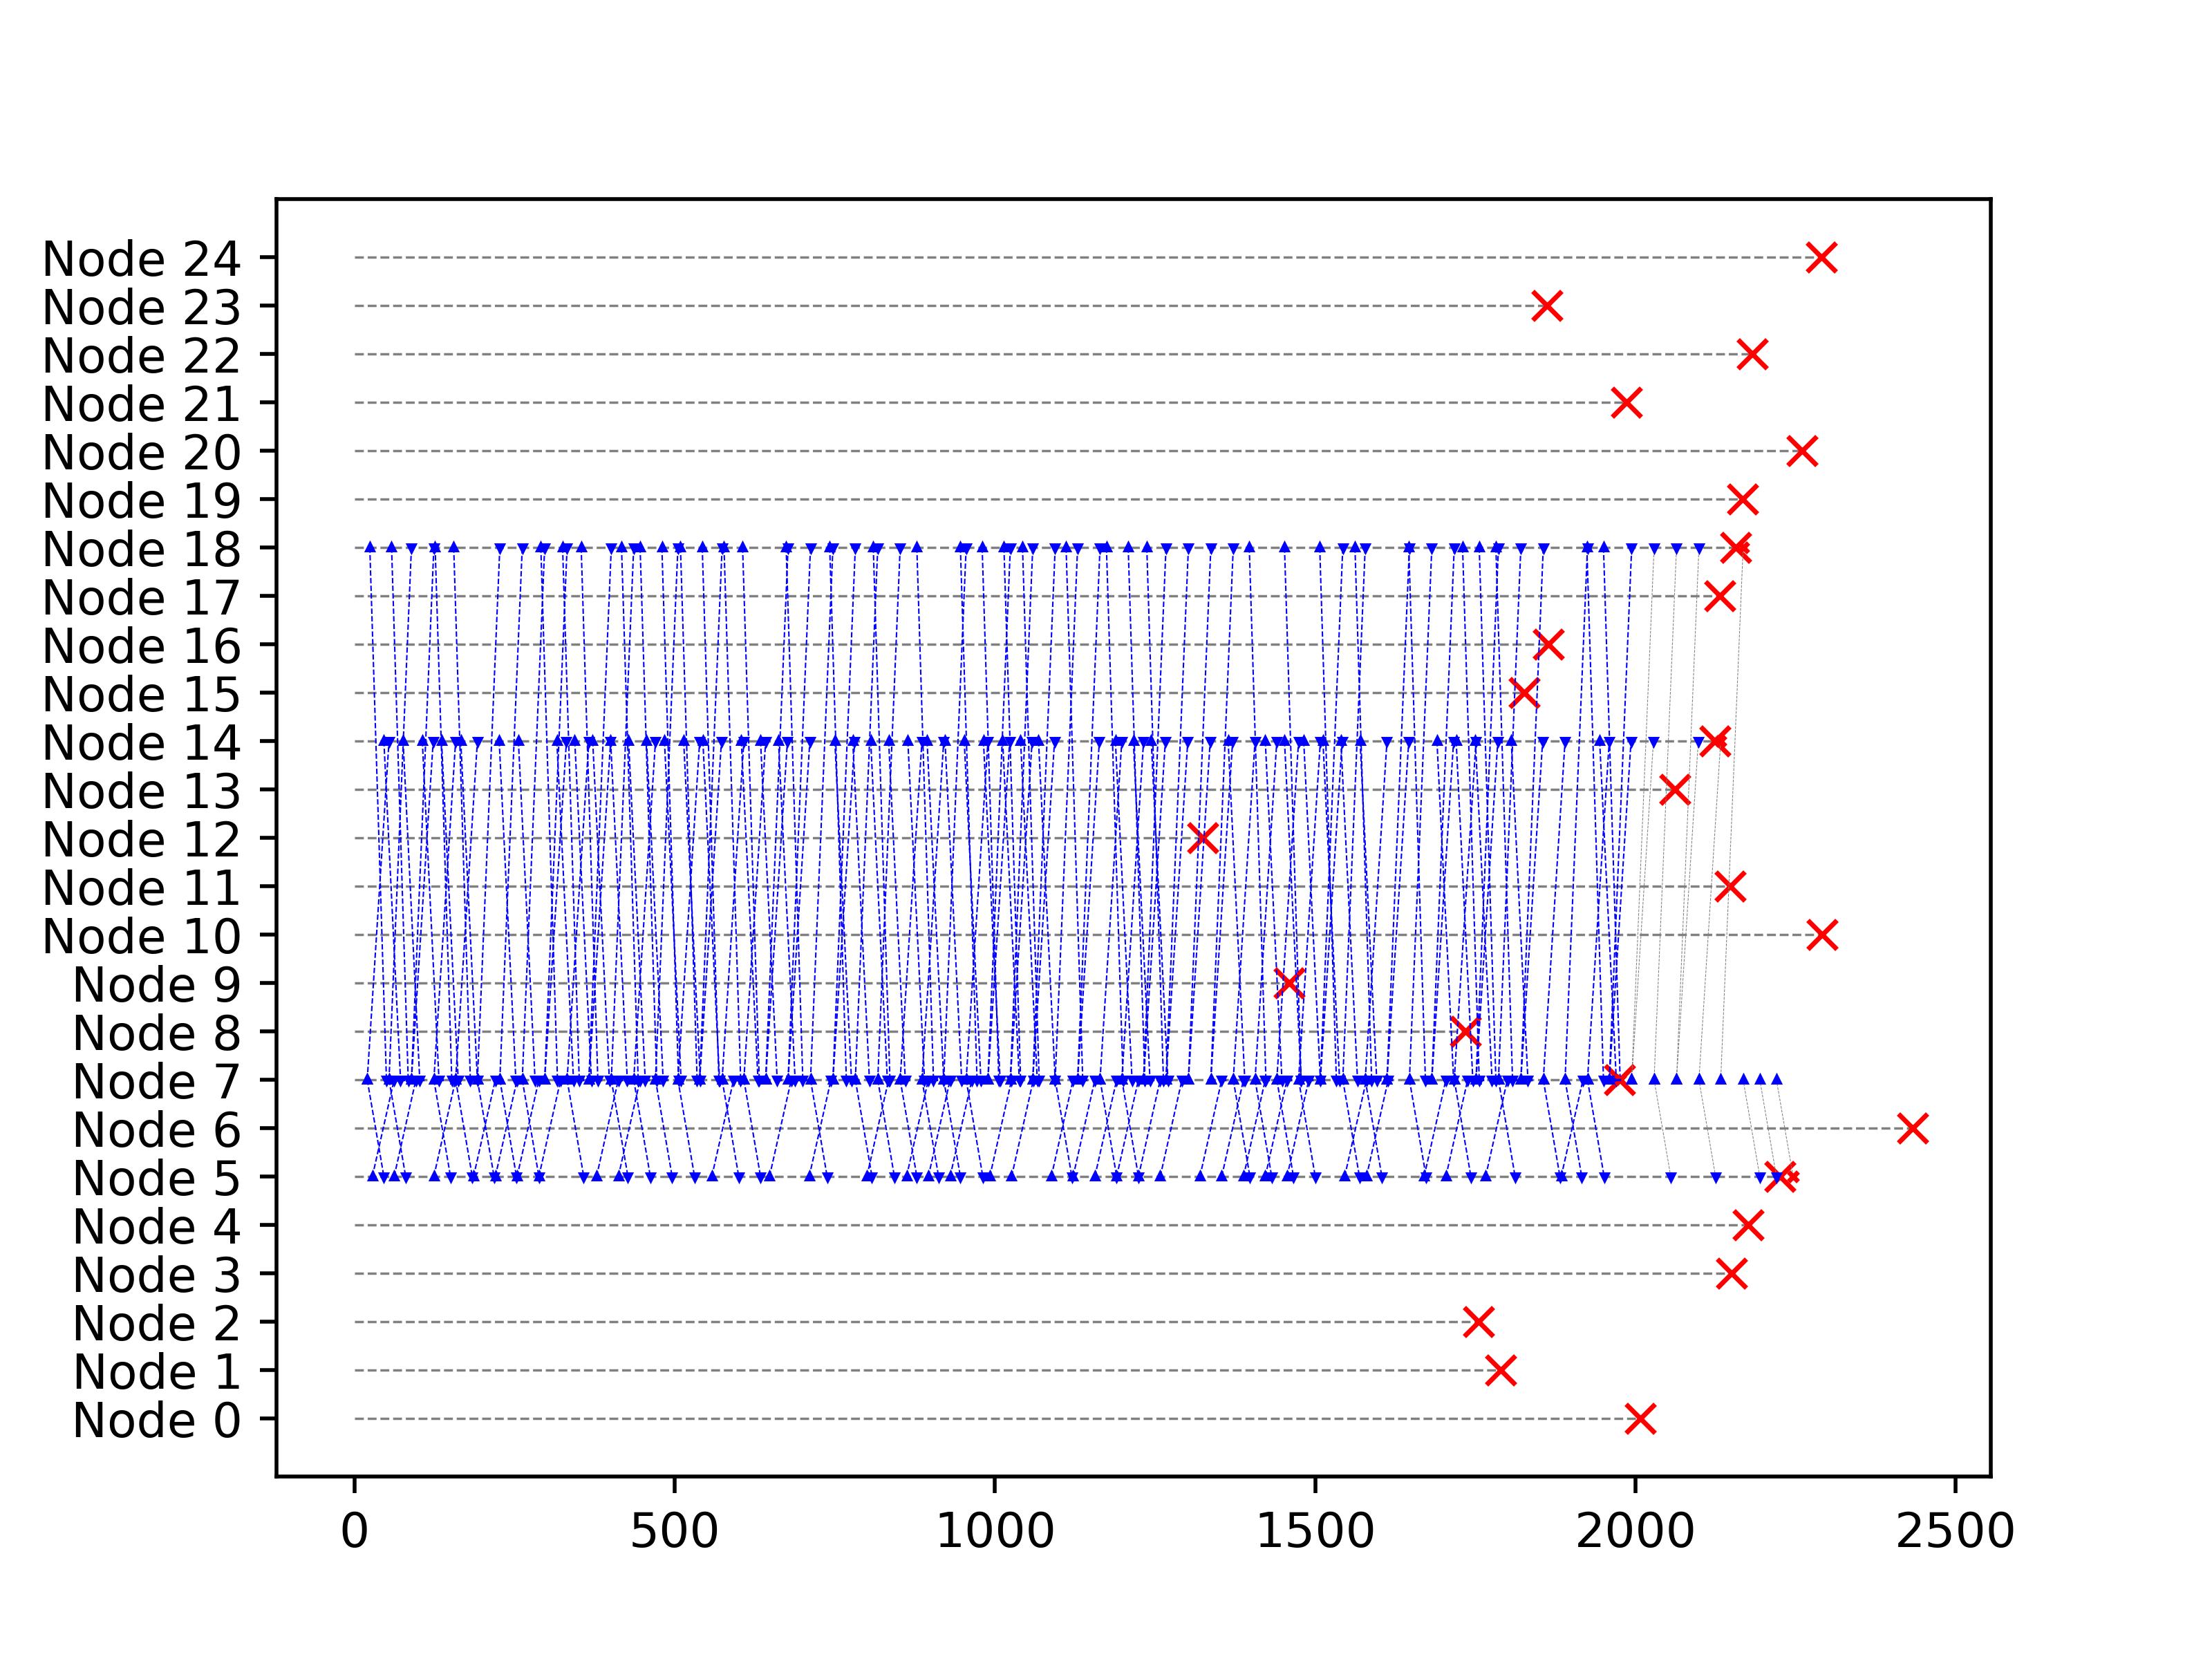 Node 24
Node 23
Node 22
Node 21
Node 20
Node 19
Node 18
Node 17
Node 16
Node 15
Node 14
Node 13
Node 12
Node 11
Node 10
Node 9
Node 8
Node 7
Node 6
Node 5
Node 4
Node 3
Node 2
Node 1
Node 0
0 500 1000 1500 2000 2500